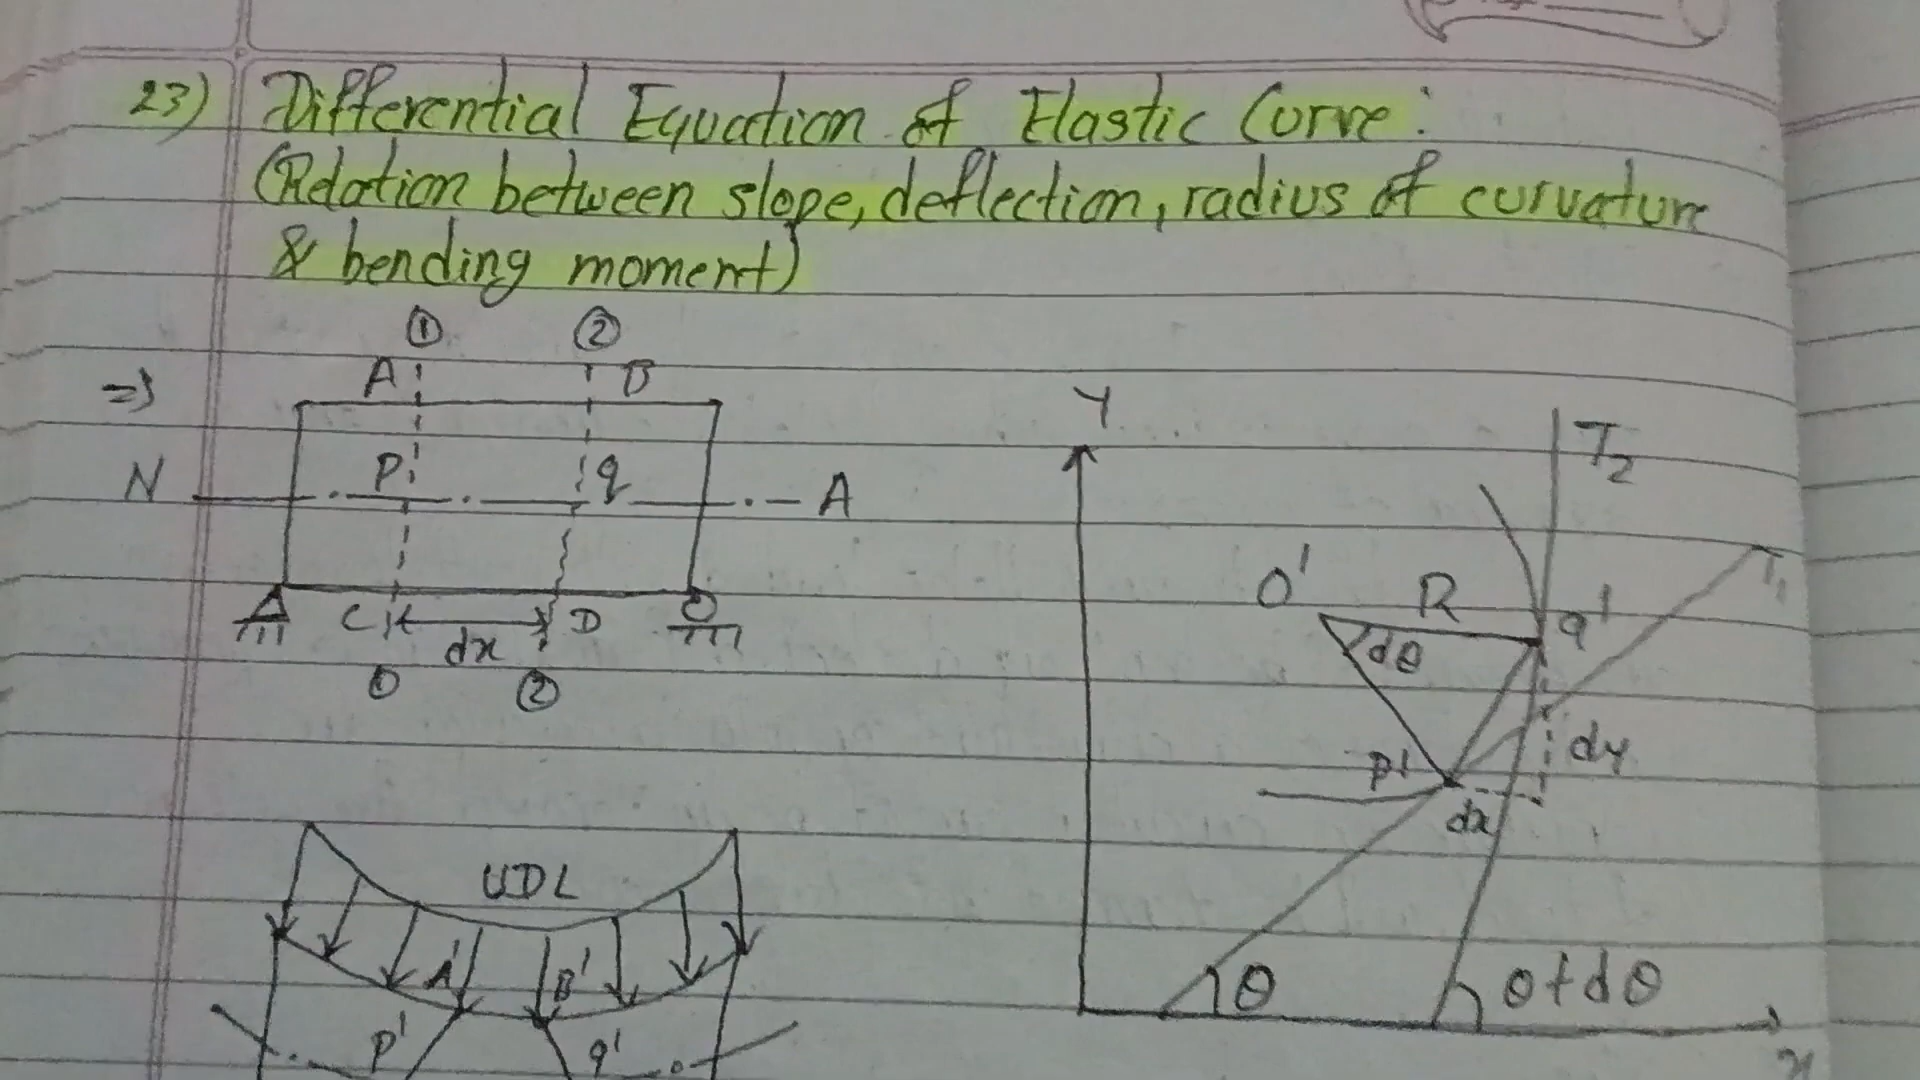 23) Differential Equation of Elastic Curve:
(Relation between slope, deflection, radius of curvature
& bending moment)
① ②
A B
=)
N P q A
C D
dx
① ②
UDL
A' B'
P' q'
Y
T2
T1
O' R q'
dθ
P' dy
dx
θ θ+dθ
x